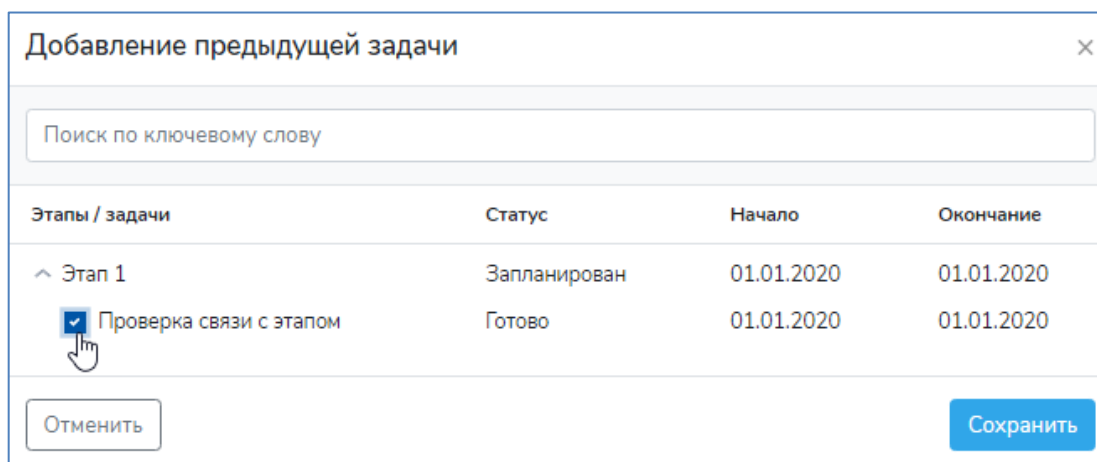 Добавление предыдущей задачи
Поиск по ключевому слову
Этапы / задачи Статус Начало Окончание
Этап 1 Запланирован 01.01.2020 01.01.2020
Проверка связи с этапом Готово 01.01.2020 01.01.2020
Отменить Сохранить